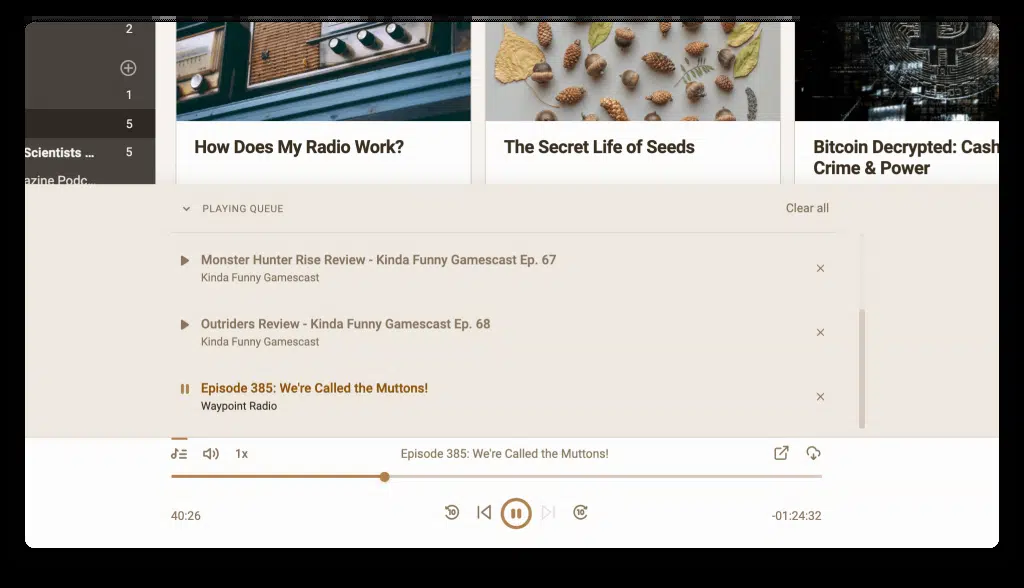 2
1
5
Scientists ...
5
azine Podc...
How Does My Radio Work?
The Secret Life of Seeds
Bitcoin Decrypted: Cash
Crime & Power
PLAYING QUEUE
Clear all
Monster Hunter Rise Review - Kinda Funny Gamescast Ep. 67
Kinda Funny Gamescast
Outriders Review - Kinda Funny Gamescast Ep. 68
Kinda Funny Gamescast
Episode 385: We're Called the Muttons!
Waypoint Radio
1x
Episode 385: We're Called the Muttons!
40:26
10
10
-01:24:32